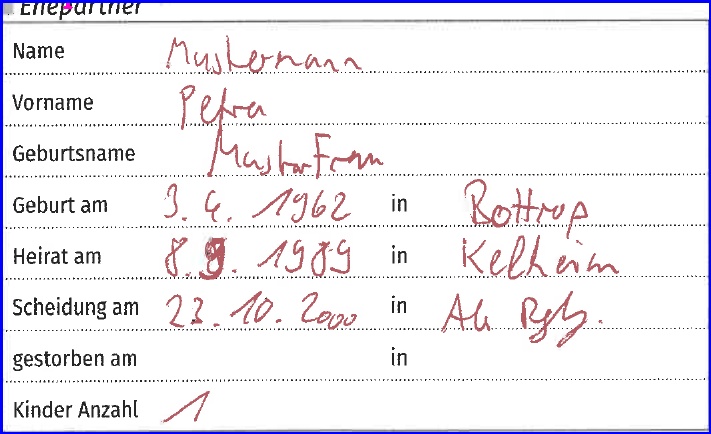 Ehepartner
Name Mustermann
Vorname Petra
Geburtsname MusterFrau
Geburt am 3. 4. 1962 in Bottrop
Heirat am 8. 9. 1989 in Kelheim
Scheidung am 23. 10. 2000 in AG Rgbg.
gestorben am in
Kinder Anzahl 1